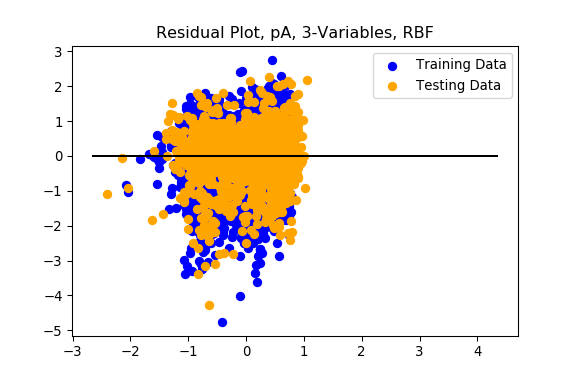 Residual Plot, pA, 3-Variables, RBF
Training Data
Testing Data
3
2
1
0
−1
−2
−3
−4
−5
−3 −2 −1 0 1 2 3 4